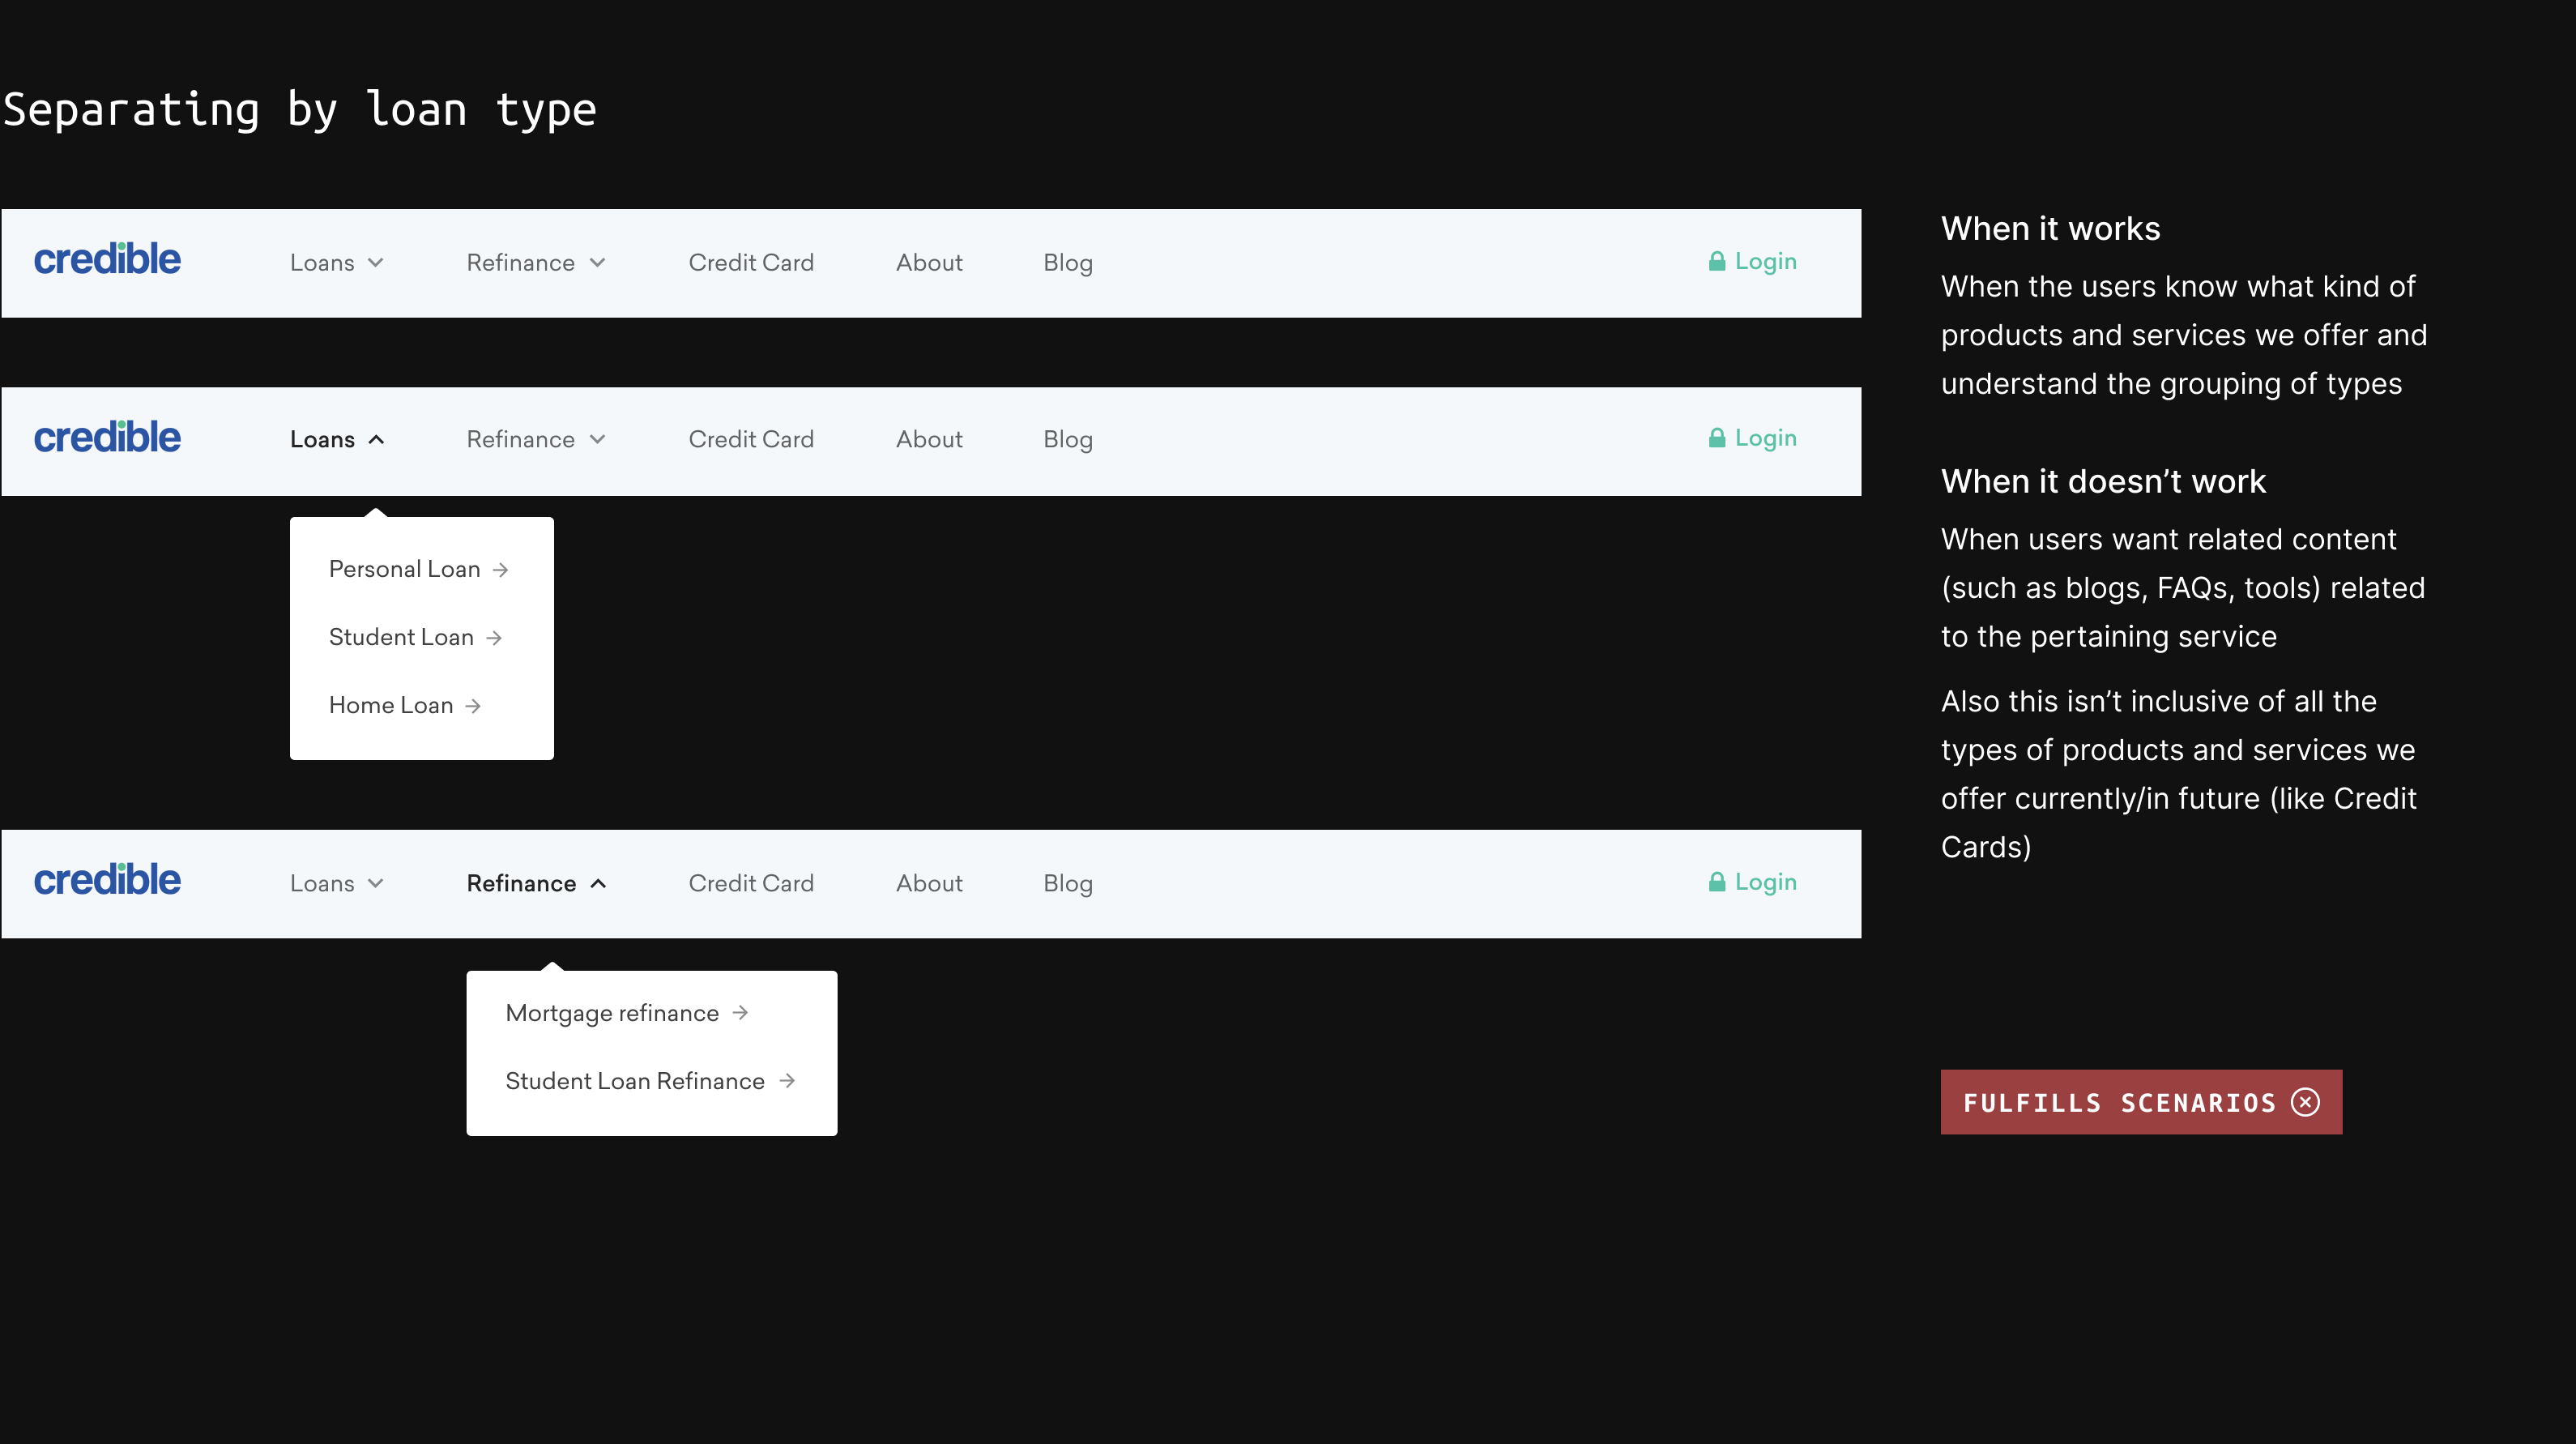 Separating by loan type
credible Loans Refinance Credit Card About Blog Login
credible Loans Refinance Credit Card About Blog Login
Personal Loan →
Student Loan →
Home Loan →
credible Loans Refinance Credit Card About Blog Login
Mortgage refinance →
Student Loan Refinance →
When it works
When the users know what kind of
products and services we offer and
understand the grouping of types
When it doesn’t work
When users want related content
(such as blogs, FAQs, tools) related
to the pertaining service
Also this isn’t inclusive of all the
types of products and services we
offer currently/in future (like Credit
Cards)
FULFILLS SCENARIOS